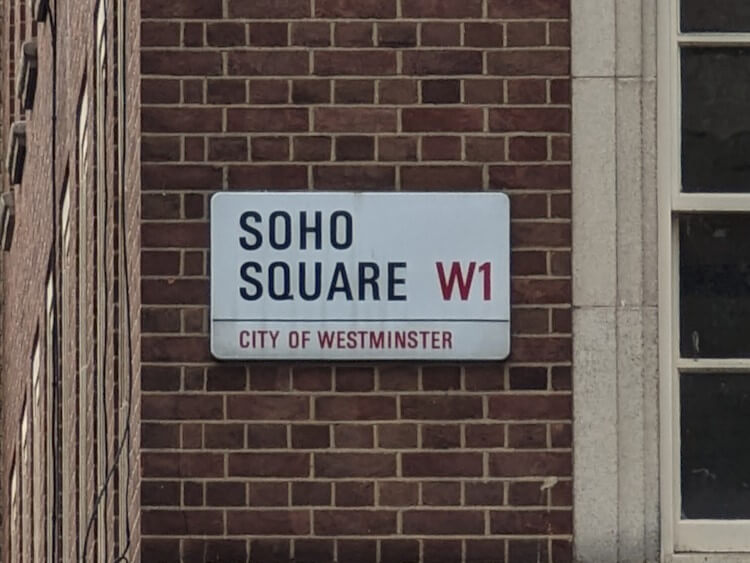 SOHO
SQUARE W1
CITY OF WESTMINSTER